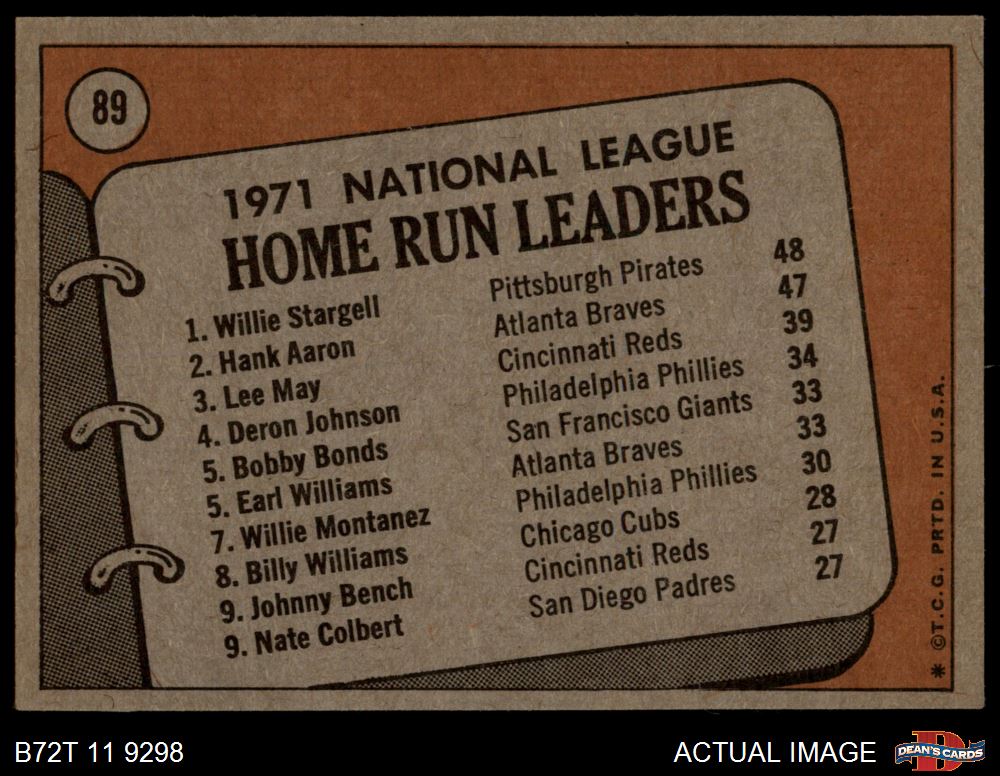 89
1971 NATIONAL LEAGUE
HOME RUN LEADERS
1. Willie Stargell Pittsburgh Pirates 48
2. Hank Aaron Atlanta Braves 47
3. Lee May Cincinnati Reds 39
4. Deron Johnson Philadelphia Phillies 34
5. Bobby Bonds San Francisco Giants 33
5. Earl Williams Atlanta Braves 33
7. Willie Montanez Philadelphia Phillies 30
8. Billy Williams Chicago Cubs 28
9. Johnny Bench Cincinnati Reds 27
9. Nate Colbert San Diego Padres 27
* ©T.C.G. PRTD. IN U.S.A.
B72T 11 9298
ACTUAL IMAGE
D
DEAN'S CARDS